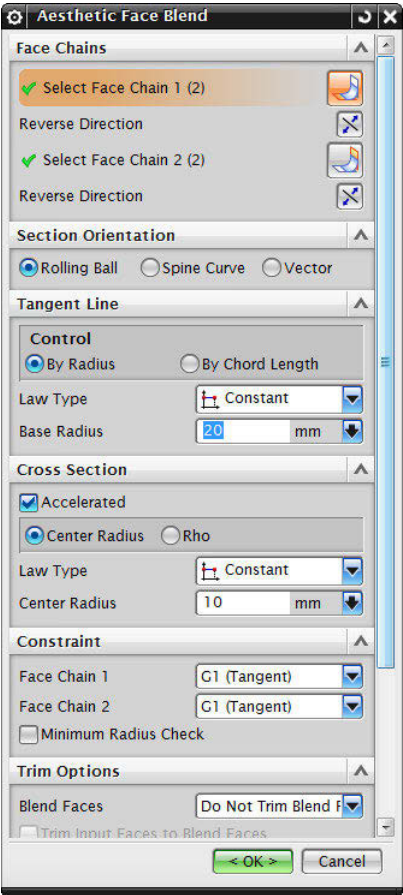 Aesthetic Face Blend
Face Chains
Select Face Chain 1 (2)
Reverse Direction
Select Face Chain 2 (2)
Reverse Direction
Section Orientation
Rolling Ball Spine Curve Vector
Tangent Line
Control
By Radius By Chord Length
Law Type Constant
Base Radius 20 mm
Cross Section
Accelerated
Center Radius Rho
Law Type Constant
Center Radius 10 mm
Constraint
Face Chain 1 G1 (Tangent)
Face Chain 2 G1 (Tangent)
Minimum Radius Check
Trim Options
Blend Faces Do Not Trim Blend F
Trim Input Faces to Blend Faces
< OK > Cancel